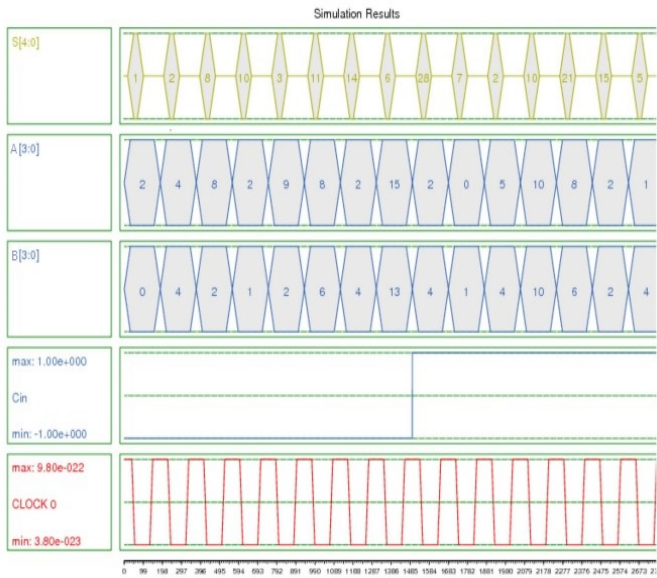 Simulation Results
S[4:0]
1 2 8 10 3 11 14 6 28 7 2 10 21 15 5
A[3:0]
2 4 8 2 9 8 2 15 2 0 5 10 8 2 1
B[3:0]
0 4 2 1 2 6 4 13 4 1 4 10 6 2 4
max: 1.00e+000
Cin
min: -1.00e+000
max: 9.80e-022
CLOCK 0
min: 3.80e-023
0 99 198 297 396 495 594 693 792 891 990 1089 1188 1287 1386 1485 1584 1683 1782 1881 1980 2079 2178 2277 2376 2475 2574 2673